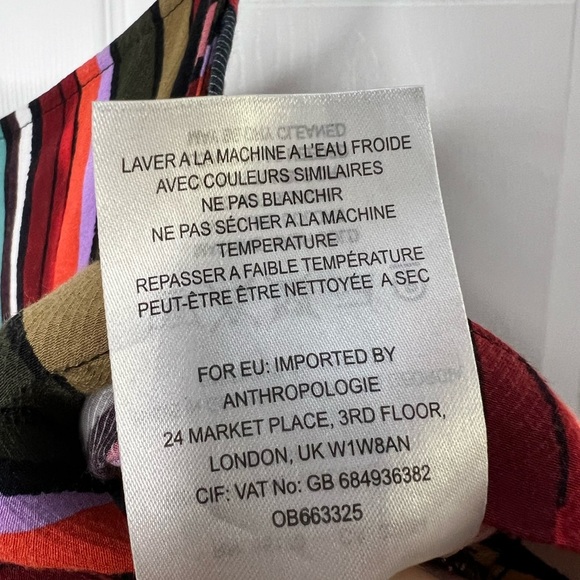 LAVER A LA MACHINE A L'EAU FROIDE
AVEC COULEURS SIMILAIRES
NE PAS BLANCHIR
NE PAS SÉCHER A LA MACHINE
TEMPERATURE
REPASSER A FAIBLE TEMPÉRATURE
PEUT-ÊTRE ÊTRE NETTOYÉE A SEC
FOR EU: IMPORTED BY
ANTHROPOLOGIE
24 MARKET PLACE, 3RD FLOOR,
LONDON, UK W1W8AN
CIF: VAT No: GB 684936382
OB663325